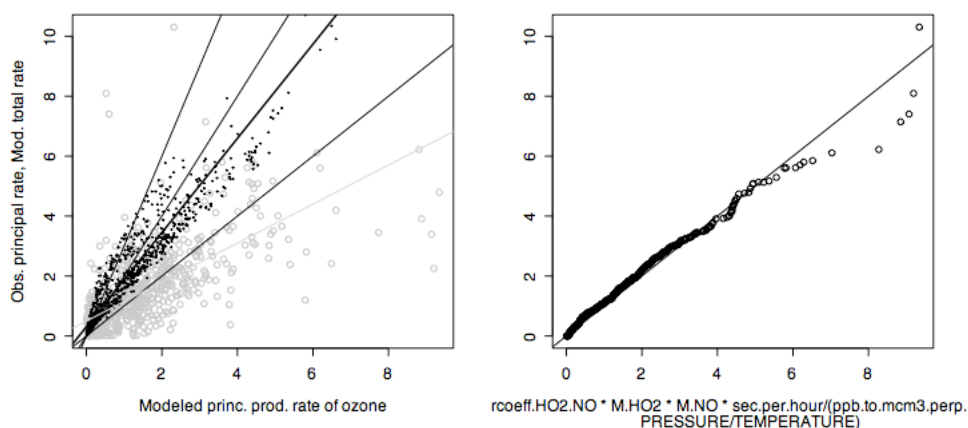 Obs. principal rate, Mod. total rate
10
8
6
4
2
0
0 2 4 6 8
Modeled princ. prod. rate of ozone
10
8
6
4
2
0
0 2 4 6 8
rcoeff.HO2.NO * M.HO2 * M.NO * sec.per.hour/(ppb.to.mcm3.perp.
PRESSURE/TEMPERATURE)